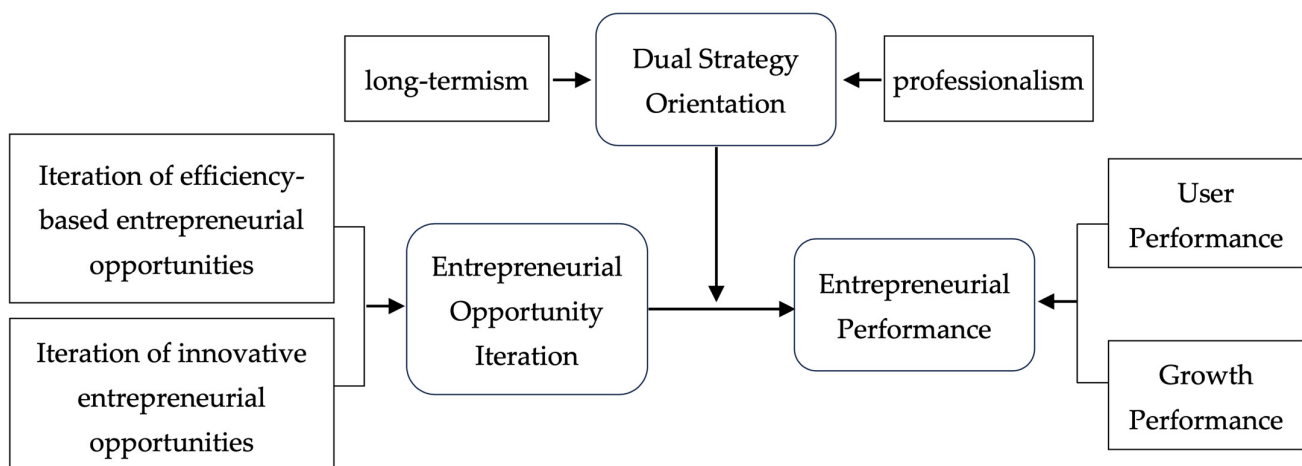 long-termism
Dual Strategy
Orientation
professionalism
Iteration of efficiency-
based entrepreneurial
opportunities
Iteration of innovative
entrepreneurial
opportunities
Entrepreneurial
Opportunity
Iteration
Entrepreneurial
Performance
User
Performance
Growth
Performance